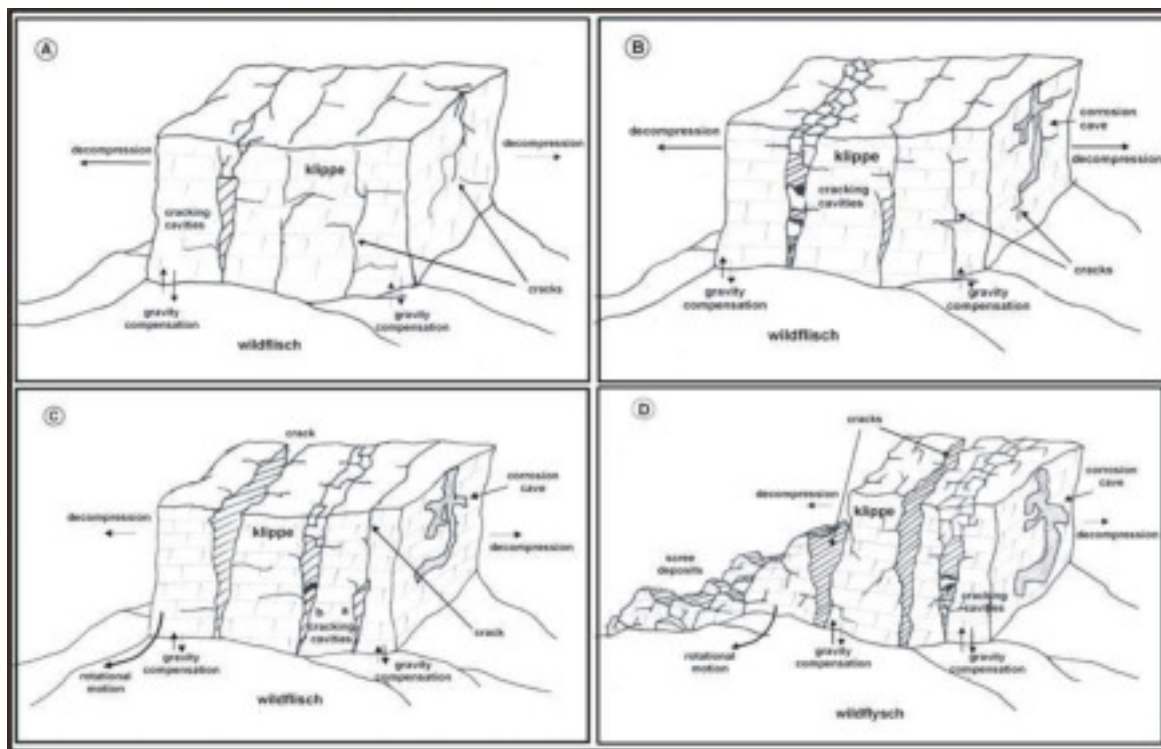 A
decompression
klippe
decompression
cracking
cavities
cracks
gravity
compensation
gravity
compensation
wildflisch
B
corrosion
cave
decompression
decompression
klippe
cracking
cavities
cracks
gravity
compensation
gravity
compensation
wildflisch
C
crack
corrosion
cave
decompression
klippe
decompression
b
a
cracking
cavities
crack
gravity
compensation
gravity
compensation
rotational
motion
wildflisch
D
cracks
decompression
corrosion
cave
klippe
decompression
scree
deposits
cracking
cavities
rotational
motion
gravity
compensation
gravity
compensation
wildflysch